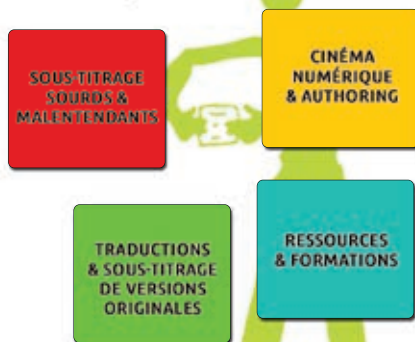 SOUS-TITRAGE
SOURDS &
MALENTENDANTS
CINÉMA
NUMÉRIQUE
& AUTHORING
TRADUCTIONS
& SOUS-TITRAGE
DE VERSIONS
ORIGINALES
RESSOURCES
& FORMATIONS